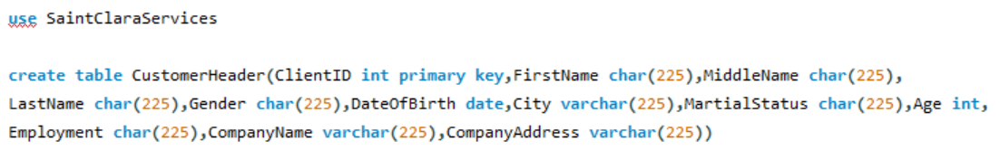 use SaintClaraServices
create table CustomerHeader(ClientID int primary key,FirstName char(225),MiddleName char(225),
LastName char(225),Gender char(225),DateOfBirth date,City varchar(225),MartialStatus char(225),Age int,
Employment char(225),CompanyName varchar(225),CompanyAddress varchar(225))